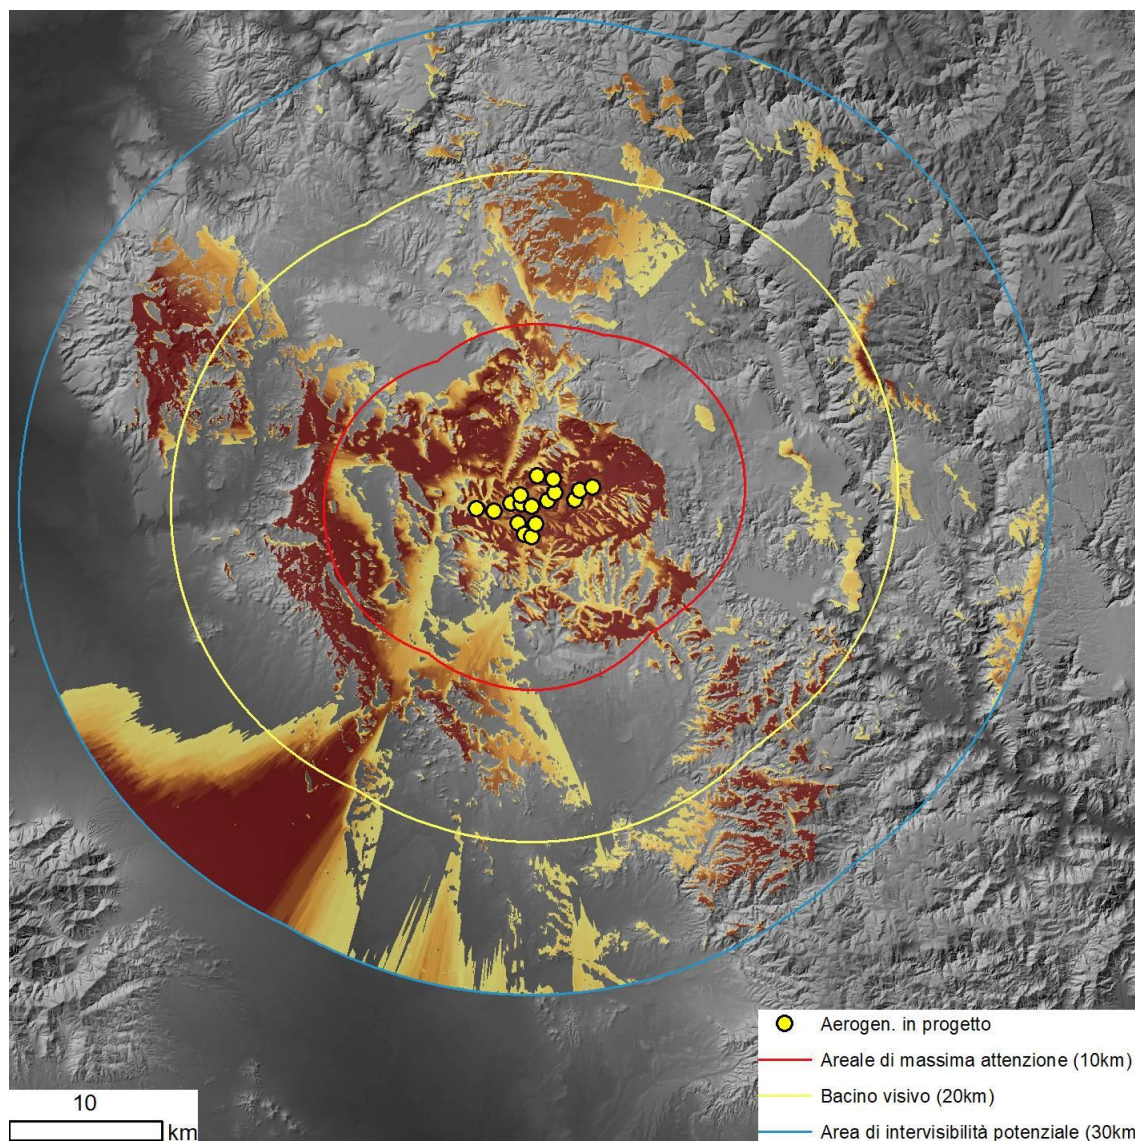 Aerogen. in progetto
Areale di massima attenzione (10km)
Bacino visivo (20km)
Area di intervisibilità potenziale (30km
10
km